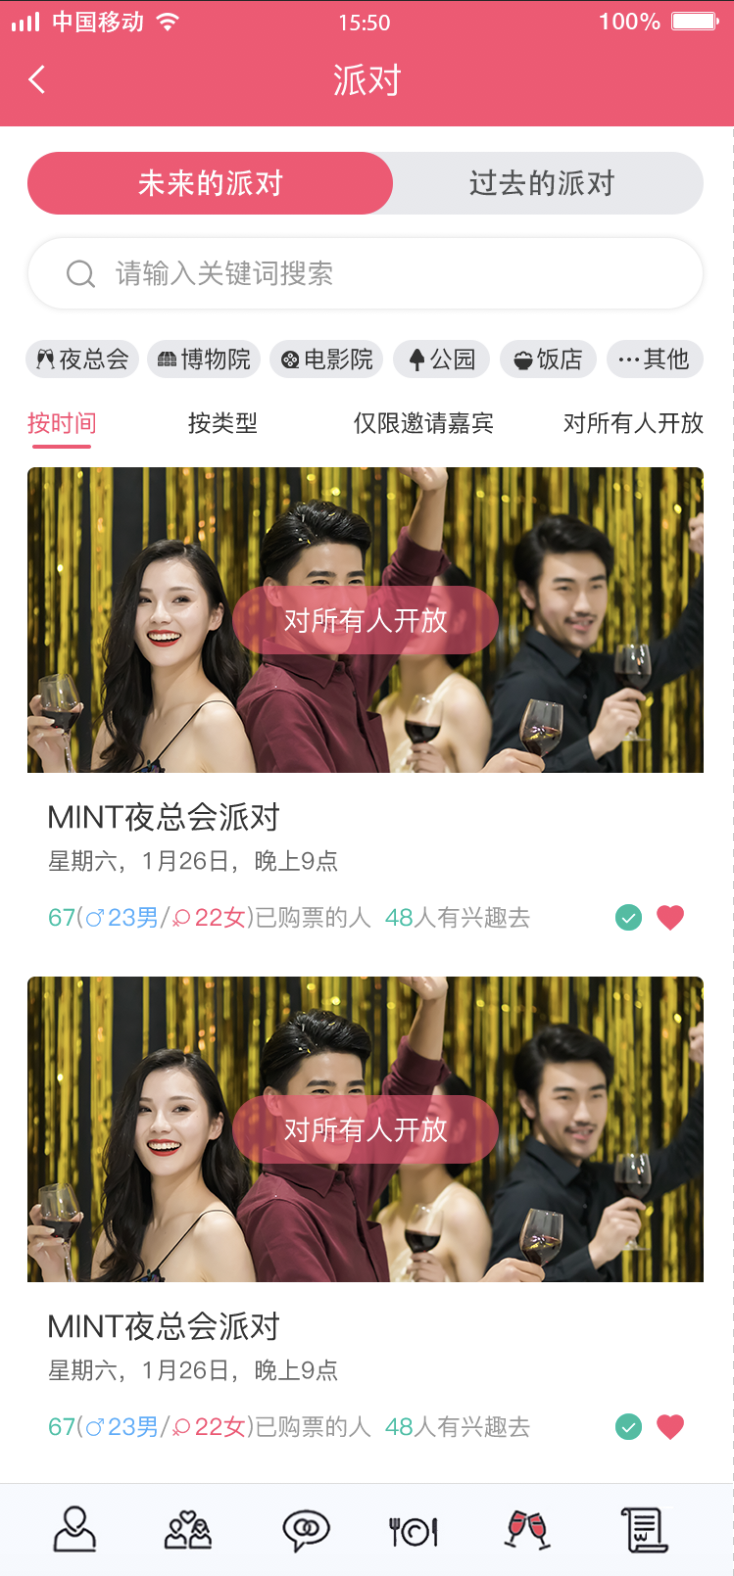 中国移动 15:50 100%
派对
未来的派对 过去的派对
请输入关键词搜索
夜总会 博物院 电影院 公园 饭店 其他
按时间 按类型 仅限邀请嘉宾 对所有人开放
对所有人开放
MINT夜总会派对
星期六，1月26日，晚上9点
67(♂23男/♀22女)已购票的人 48人有兴趣去
对所有人开放
MINT夜总会派对
星期六，1月26日，晚上9点
67(♂23男/♀22女)已购票的人 48人有兴趣去